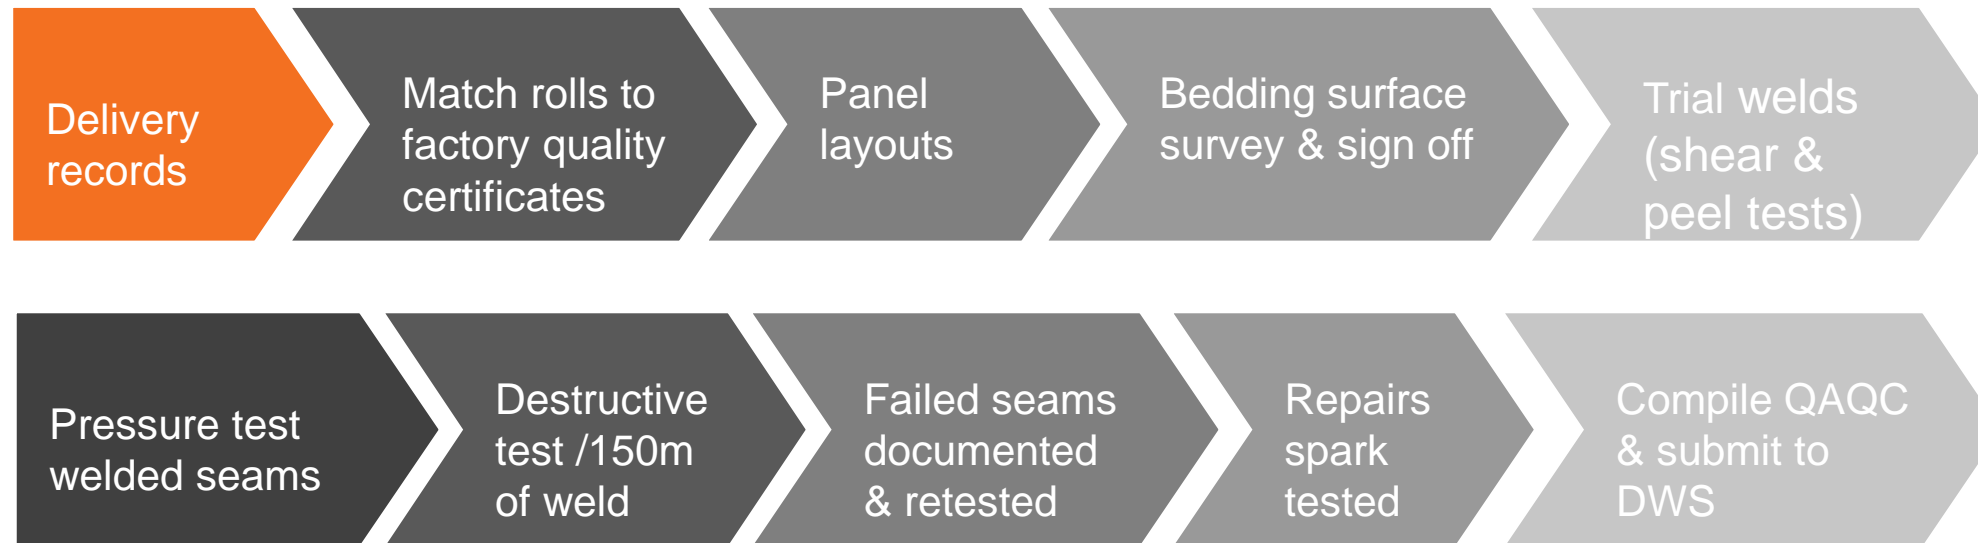 Delivery
records
Match rolls to
factory quality
certificates
Panel
layouts
Bedding surface
survey & sign off
Trial welds
(shear &
peel tests)
Pressure test
welded seams
Destructive
test /150m
of weld
Failed seams
documented
& retested
Repairs
spark
tested
Compile QAQC
& submit to
DWS